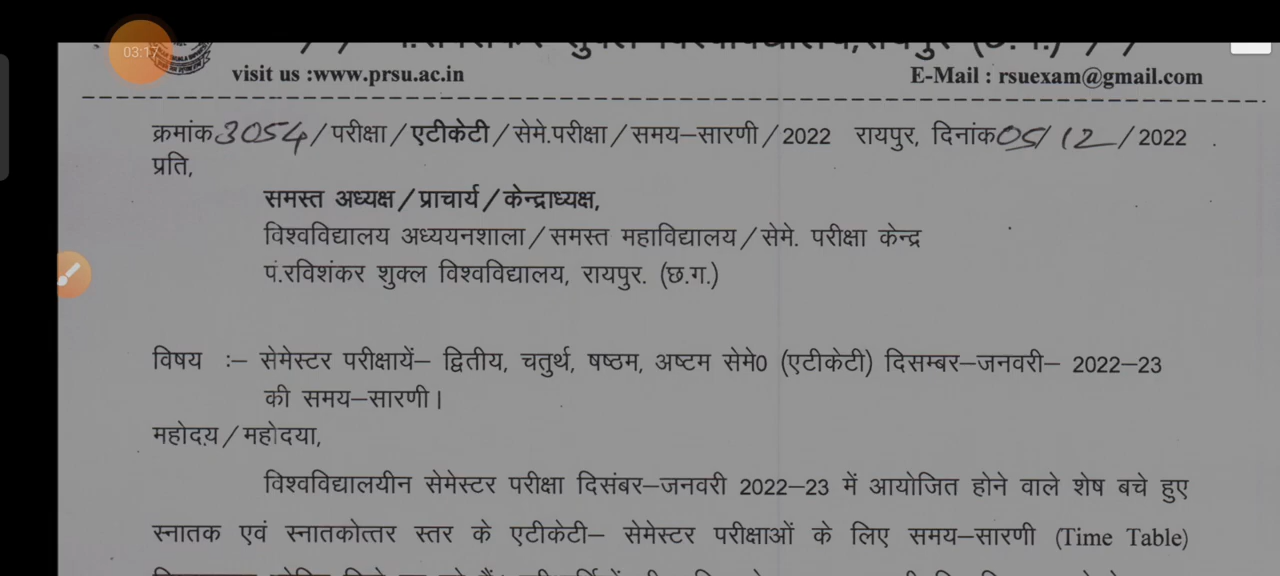 03:17
शुक्ल विश्वविद्यालय, रायपुर (छ.ग.)
visit us :www.prsu.ac.in E-Mail : rsuexam@gmail.com
क्रमांक 3054/परीक्षा/एटीकेटी/सेमे.परीक्षा/समय–सारणी/2022 रायपुर, दिनांक 05/12/2022
प्रति,
समस्त अध्यक्ष/प्राचार्य/केन्द्राध्यक्ष,
विश्वविद्यालय अध्ययनशाला/समस्त महाविद्यालय/सेमे. परीक्षा केन्द्र
पं.रविशंकर शुक्ल विश्वविद्यालय, रायपुर. (छ.ग.)
विषय :– सेमेस्टर परीक्षायें– द्वितीय, चतुर्थ, षष्ठम, अष्टम सेमे0 (एटीकेटी) दिसम्बर–जनवरी– 2022–23
की समय–सारणी।
महोदय/महोदया,
विश्वविद्यालयीन सेमेस्टर परीक्षा दिसंबर–जनवरी 2022–23 में आयोजित होने वाले शेष बचे हुए
स्नातक एवं स्नातकोत्तर स्तर के एटीकेटी– सेमेस्टर परीक्षाओं के लिए समय–सारणी (Time Table)